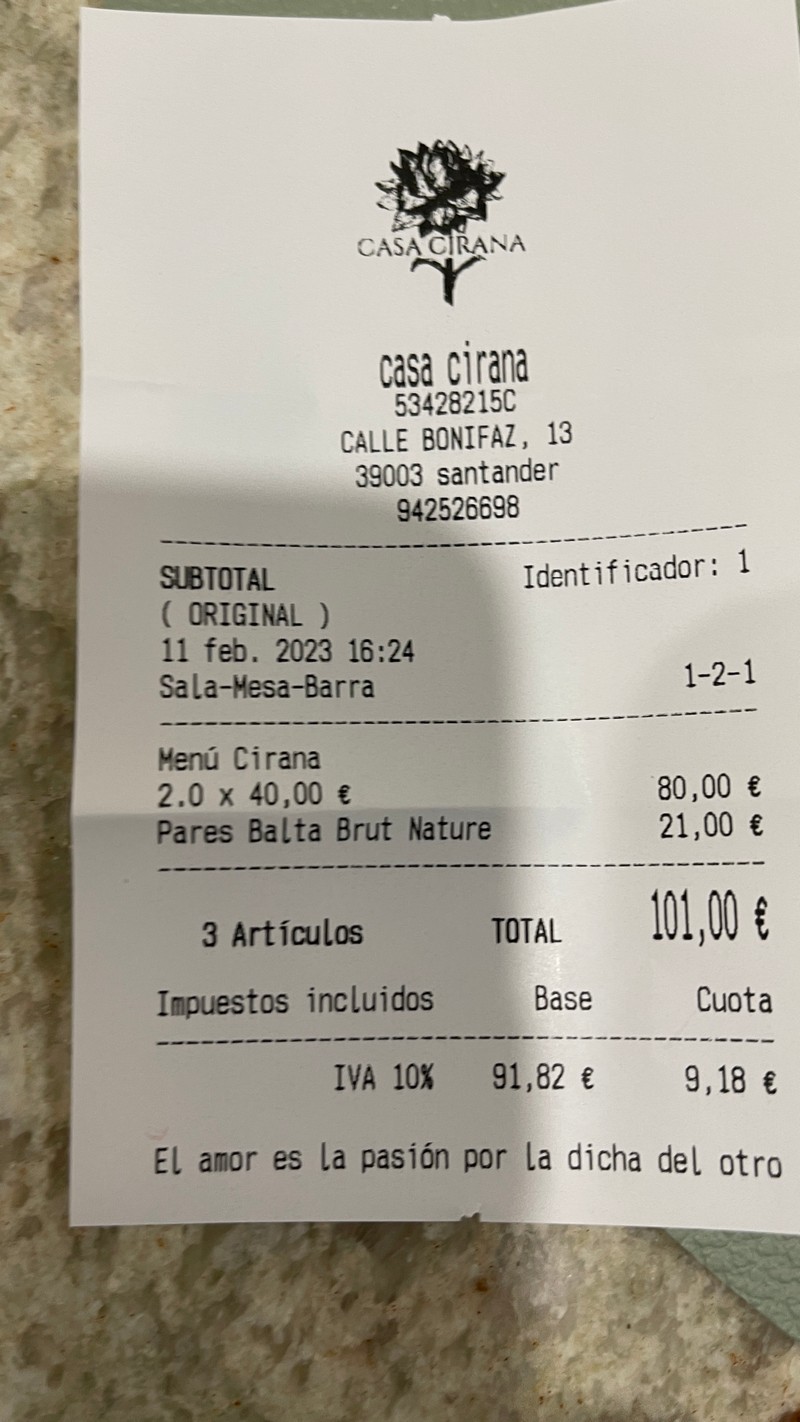 CASA CIRANA
casa cirana
53428215C
CALLE BONIFAZ, 13
39003 santander
942526698
SUBTOTAL Identificador: 1
( ORIGINAL )
11 feb. 2023 16:24
Sala-Mesa-Barra 1-2-1
Menú Cirana
2.0 x 40,00 € 80,00 €
Pares Balta Brut Nature 21,00 €
3 Artículos TOTAL 101,00 €
Impuestos incluidos Base Cuota
IVA 10% 91,82 € 9,18 €
El amor es la pasión por la dicha del otro